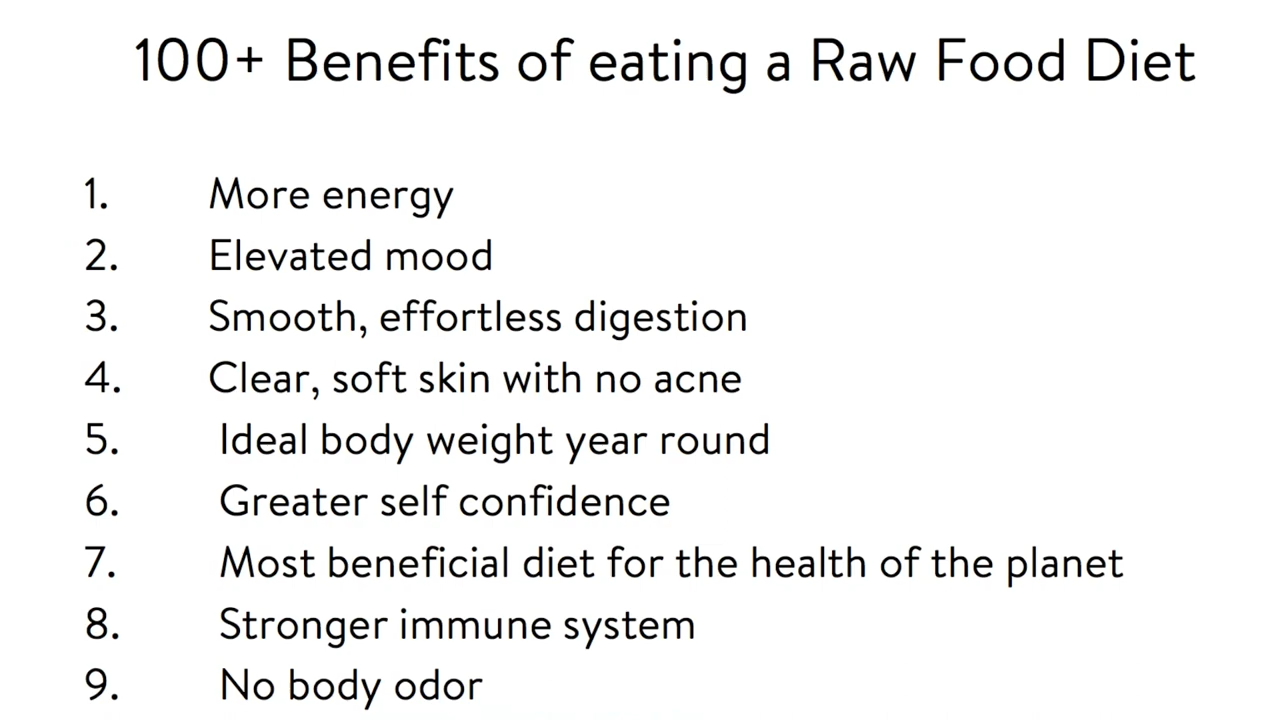 100+ Benefits of eating a Raw Food Diet
1. More energy
2. Elevated mood
3. Smooth, effortless digestion
4. Clear, soft skin with no acne
5. Ideal body weight year round
6. Greater self confidence
7. Most beneficial diet for the health of the planet
8. Stronger immune system
9. No body odor